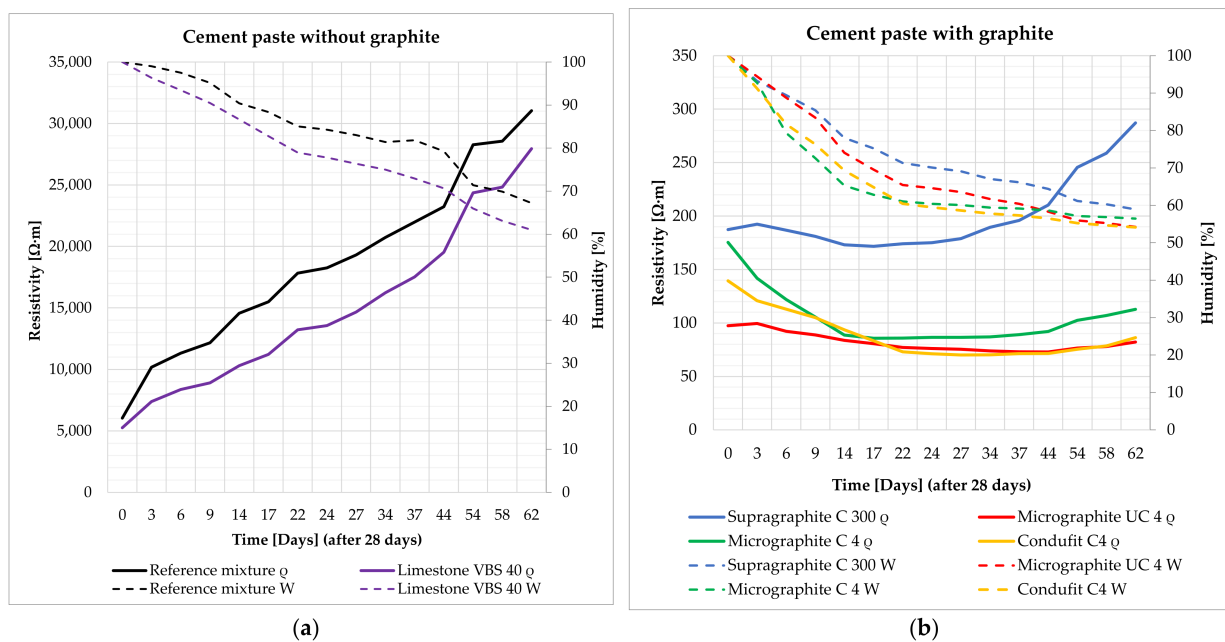 Cement paste without graphite
35,000
30,000
25,000
20,000
15,000
10,000
5,000
0
Resistivity [Ω·m]
100
90
80
70
60
50
40
30
20
10
0
Humidity [%]
0 3 6 9 14 17 22 24 27 34 37 44 54 58 62
Time [Days] (after 28 days)
Reference mixture ϱ
Limestone VBS 40 ϱ
Reference mixture W
Limestone VBS 40 W
(a)
Cement paste with graphite
350
300
250
200
150
100
50
0
Resistivity [Ω·m]
100
90
80
70
60
50
40
30
20
10
0
Humidity [%]
0 3 6 9 14 17 22 24 27 34 37 44 54 58 62
Time [Days] (after 28 days)
Supragraphite C 300 ϱ
Micrographite UC 4 ϱ
Micrographite C 4 ϱ
Condufit C4 ϱ
Supragraphite C 300 W
Micrographite UC 4 W
Micrographite C 4 W
Condufit C4 W
(b)